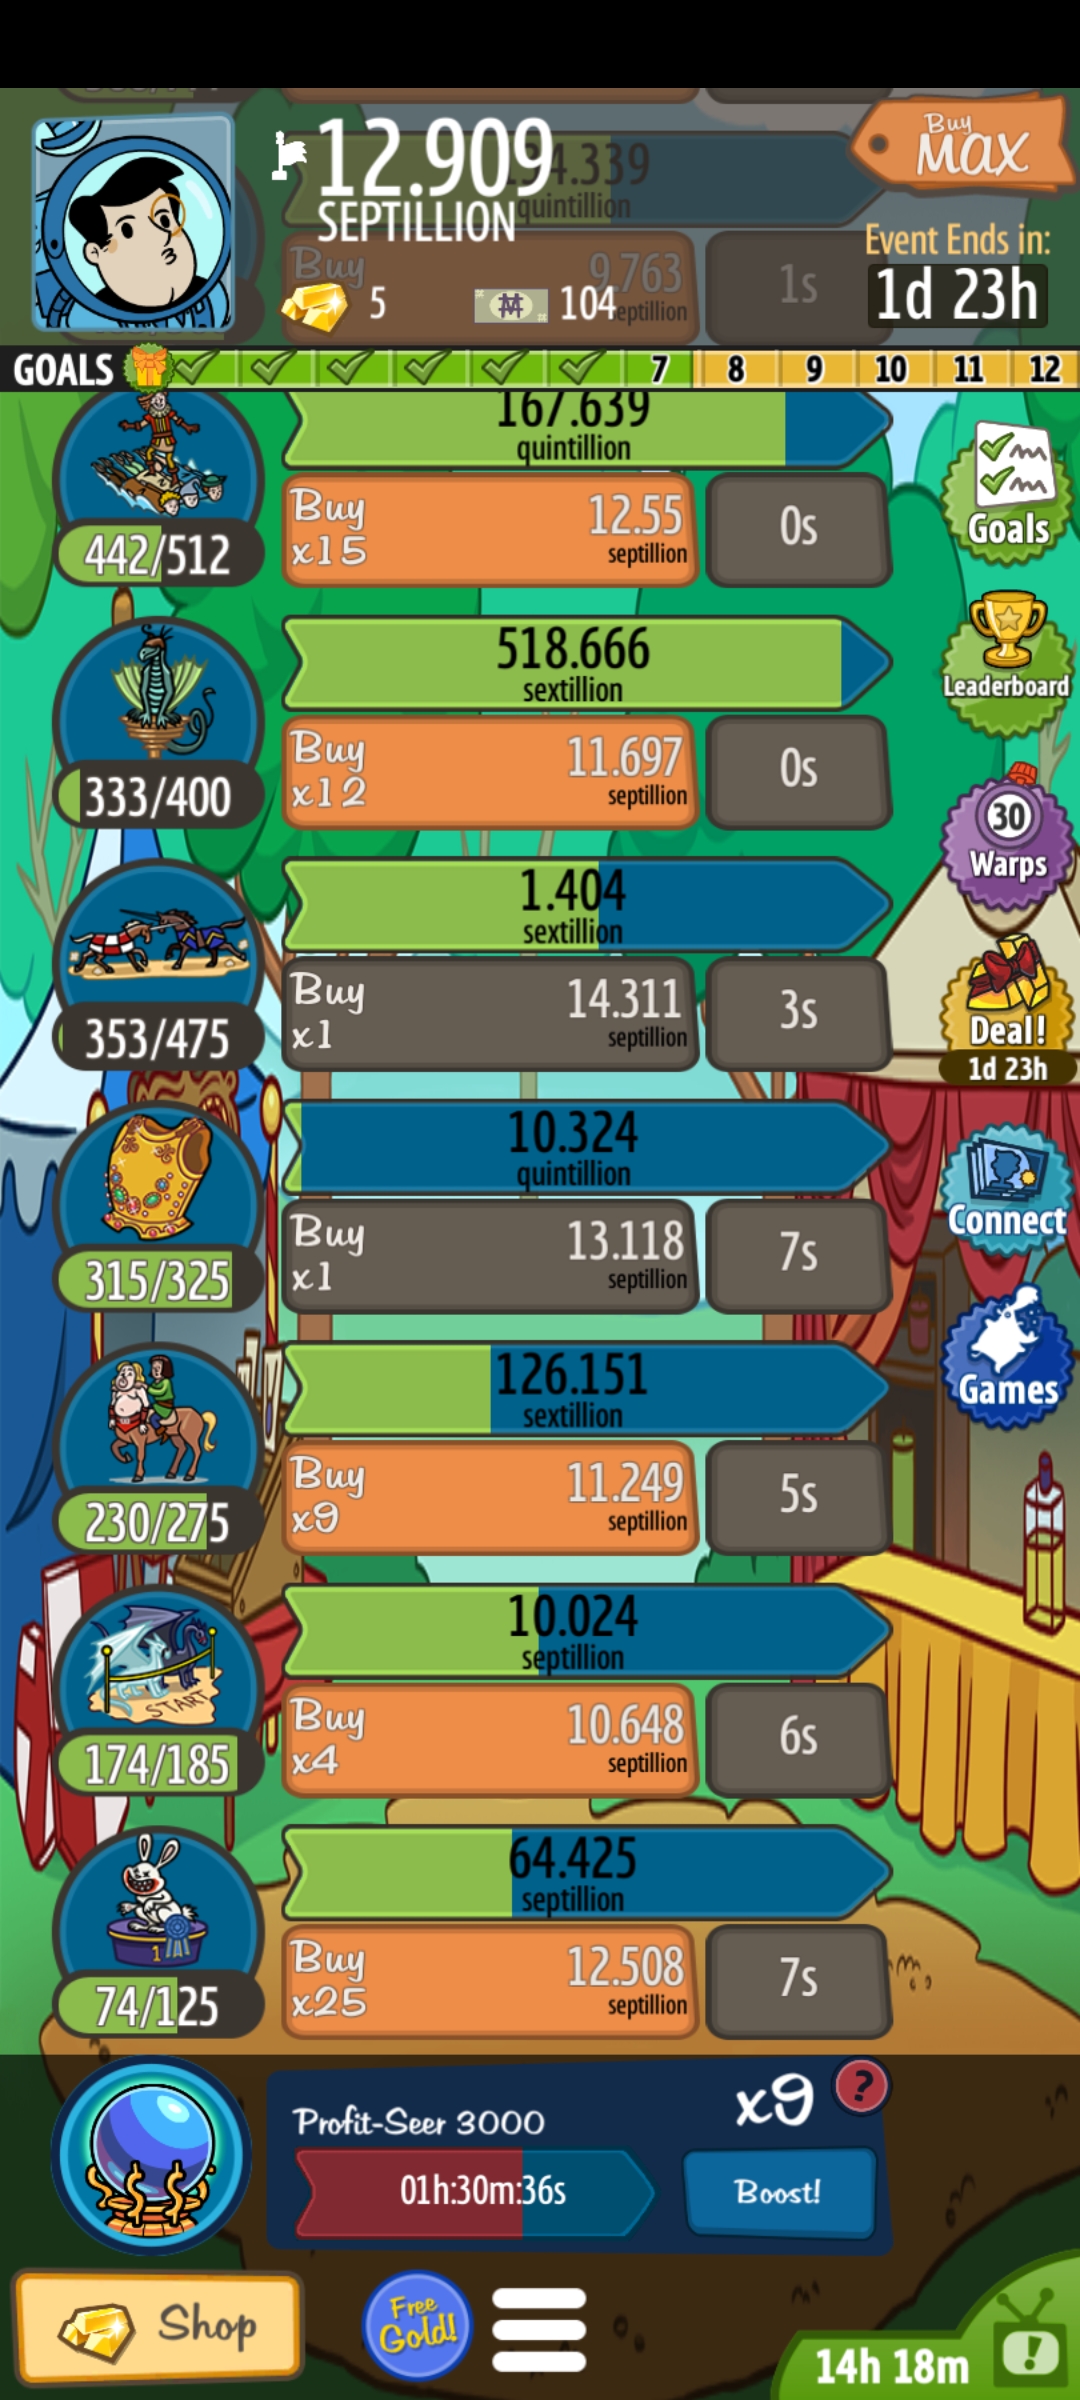 12.909
SEPTILLION
Buy
MAX
quintillion
Buy
9.763
septillion
1s
5
104
Event Ends in:
1d 23h
GOALS
7
8
9
10
11
12
167.639
quintillion
442/512
Buy
x15
12.55
septillion
0s
Goals
518.666
sextillion
333/400
Buy
x12
11.697
septillion
0s
Leaderboard
30
Warps
1.404
sextillion
353/475
Buy
x1
14.311
septillion
3s
Deal!
1d 23h
10.324
quintillion
315/325
Buy
x1
13.118
septillion
7s
Connect
126.151
sextillion
230/275
Buy
x9
11.249
septillion
5s
Games
10.024
septillion
START
174/185
Buy
x4
10.648
septillion
6s
64.425
septillion
1
74/125
Buy
x25
12.508
septillion
7s
Profit-Seer 3000
x9
?
01h:30m:36s
Boost!
Shop
Free
Gold!
14h 18m
!